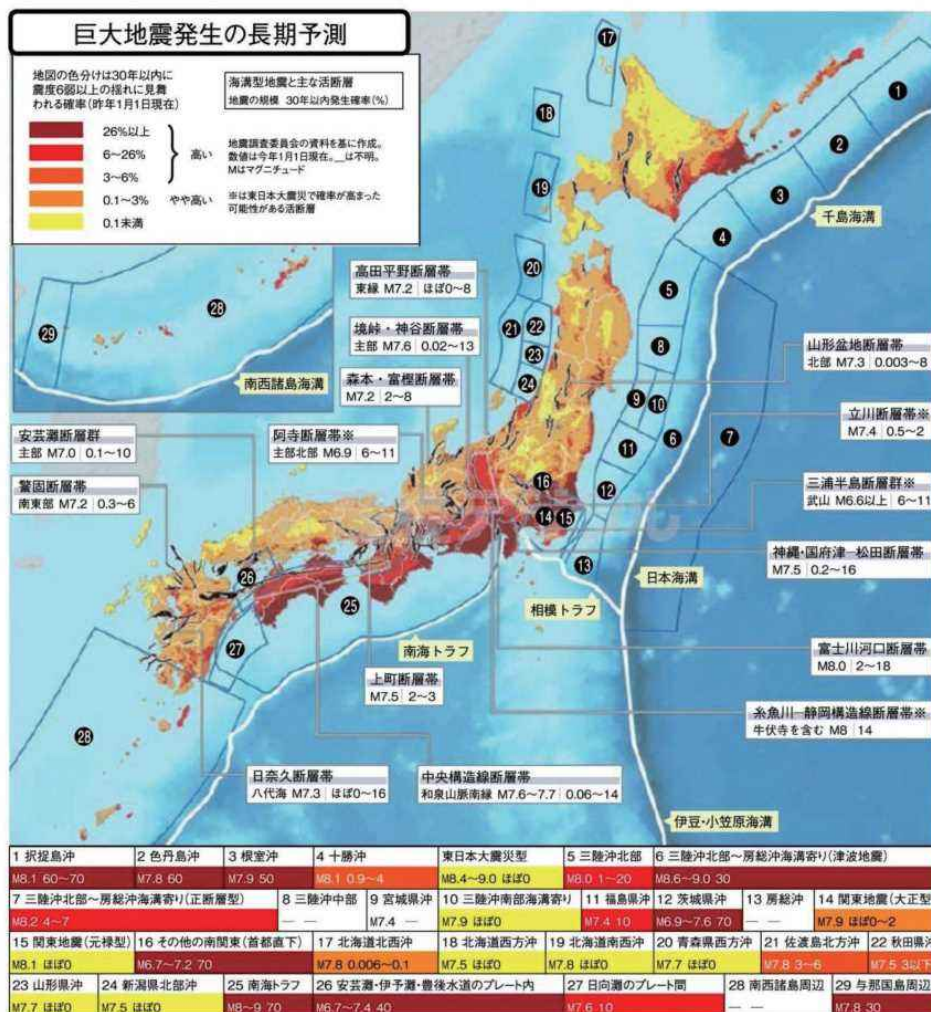 巨大地震発生の長期予測
地図の色分けは30年以内に
震度6弱以上の揺れに見舞
われる確率(昨年1月1日現在)
26%以上
6～26%
3～6%
高い
0.1～3%
やや高い
0.1未満
海溝型地震と主な活断層
地震の規模 30年以内発生確率(%)
地震調査委員会の資料を基に作成。
数値は今年1月1日現在。__は不明。
Mはマグニチュード
※は東日本大震災で確率が高まった
可能性がある活断層
17
18
19
1
2
3
4
千島海溝
5
20
21
22
23
24
8
9
10
6
7
11
12
16
14
15
13
26
25
27
28
29
28
南西諸島海溝
高田平野断層帯
東縁 M7.2 ほぼ0～8
境峠・神谷断層帯
主部 M7.6 0.02～13
森本・富樫断層帯
M7.2 2～8
安芸灘断層群
主部 M7.0 0.1～10
阿寺断層帯※
主部北部 M6.9 6～11
警固断層帯
南東部 M7.2 0.3～6
山形盆地断層帯
北部 M7.3 0.003～8
立川断層帯※
M7.4 0.5～2
三浦半島断層群※
武山 M6.6以上 6～11
神縄・国府津ー松田断層帯
M7.5 0.2～16
日本海溝
相模トラフ
南海トラフ
富士川河口断層帯
M8.0 2～18
上町断層帯
M7.5 2～3
糸魚川ー静岡構造線断層帯※
牛伏寺を含む M8 14
日奈久断層帯
八代海 M7.3 ほぼ0～16
中央構造線断層帯
和泉山脈南縁 M7.6～7.7 0.06～14
伊豆・小笠原海溝
1 択捉島沖 2 色丹島沖 3 根室沖 4 十勝沖 東日本大震災型 5 三陸沖北部 6 三陸沖北部～房総沖海溝寄り(津波地震)
M8.1 60～70 M7.8 60 M7.9 50 M8.1 0.9～4 M8.4～9.0 ほぼ0 M8.0 1～20 M8.6～9.0 30
7 三陸沖北部～房総沖海溝寄り(正断層型) 8 三陸沖中部 9 宮城県沖 10 三陸沖南部海溝寄り 11 福島県沖 12 茨城県沖 13 房総沖 14 関東地震(大正型)
M8.2 4～7 — — M7.4 — M7.9 ほぼ0 M7.4 10 M6.9～7.6 70 — — M7.9 ほぼ0～2
15 関東地震(元禄型) 16 その他の南関東(首都直下) 17 北海道北西沖 18 北海道西方沖 19 北海道南西沖 20 青森県西方沖 21 佐渡島北方沖 22 秋田県沖
M8.1 ほぼ0 M6.7～7.2 70 M7.8 0.006～0.1 M7.5 ほぼ0 M7.8 ほぼ0 M7.7 ほぼ0 M7.8 3～6 M7.5 3以下
23 山形県沖 24 新潟県北部沖 25 南海トラフ 26 安芸灘・伊予灘・豊後水道のプレート内 27 日向灘のプレート間 28 南西諸島周辺 29 与那国島周辺
M7.7 ほぼ0 M7.5 ほぼ0 M8～9 70 M6.7～7.4 40 M7.6 10 — — M7.8 30